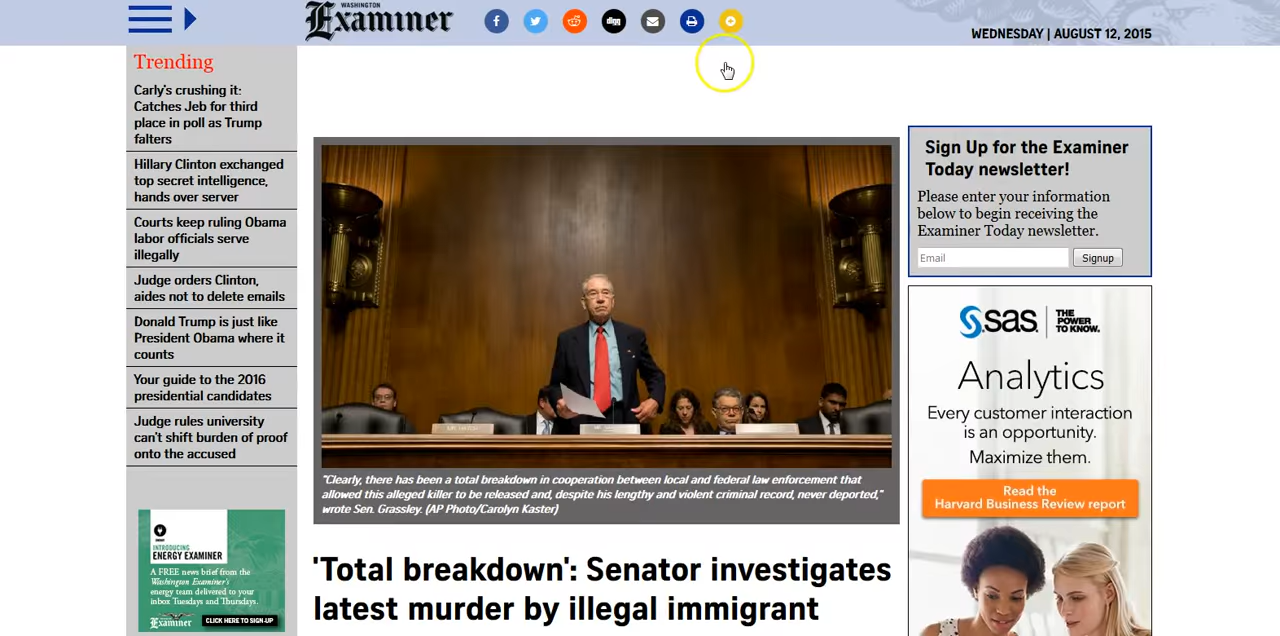 WASHINGTON
Examiner
digg
WEDNESDAY | AUGUST 12, 2015
Trending
Carly's crushing it:
Catches Jeb for third
place in poll as Trump
falters
Hillary Clinton exchanged
top secret intelligence,
hands over server
Courts keep ruling Obama
labor officials serve
illegally
Judge orders Clinton,
aides not to delete emails
Donald Trump is just like
President Obama where it
counts
Your guide to the 2016
presidential candidates
Judge rules university
can't shift burden of proof
onto the accused
INTRODUCING
ENERGY EXAMINER
A FREE news brief from the
Washington Examiner's
energy team delivered to your
inbox Tuesdays and Thursdays.
Examiner
CLICK HERE TO SIGN-UP
"Clearly, there has been a total breakdown in cooperation between local and federal law enforcement that
allowed this alleged killer to be released and, despite his lengthy and violent criminal record, never deported,"
wrote Sen. Grassley. (AP Photo/Carolyn Kaster)
'Total breakdown': Senator investigates
latest murder by illegal immigrant
Sign Up for the Examiner
Today newsletter!
Please enter your information
below to begin receiving the
Examiner Today newsletter.
Email
Signup
sas
THE
POWER
TO KNOW.
Analytics
Every customer interaction
is an opportunity.
Maximize them.
Read the
Harvard Business Review report